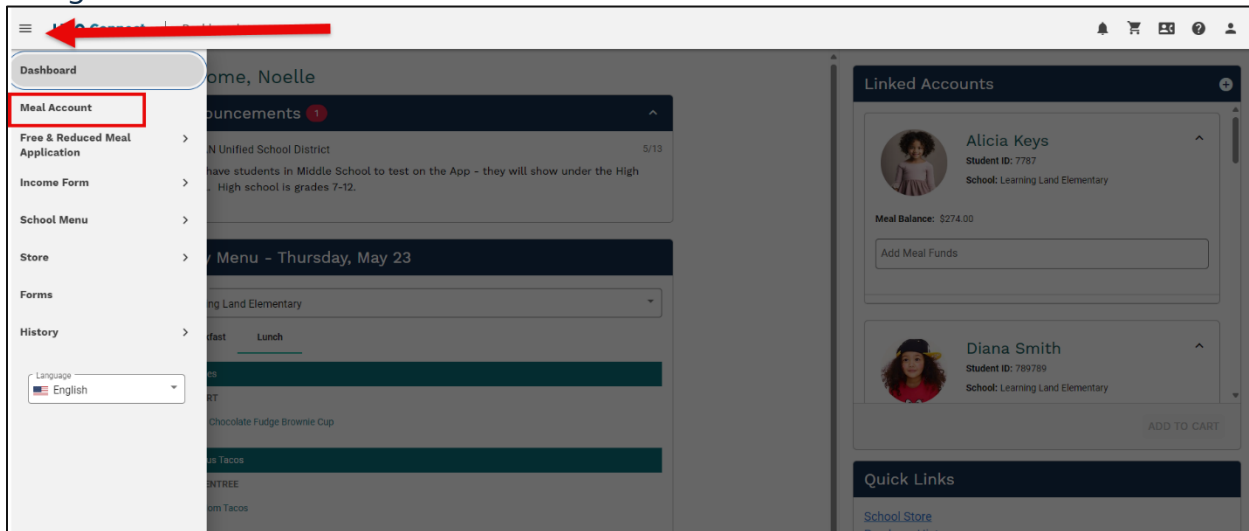 Connect
Dashboard
Meal Account
Free & Reduced Meal
Application
Income Form
School Menu
Store
Forms
History
Language
English
ome, Noelle
ouncements 1
N Unified School District 5/13
have students in Middle School to test on the App - they will show under the High
. High school is grades 7-12.
Menu - Thursday, May 23
ng Land Elementary
kfast Lunch
es
RT
Chocolate Fudge Brownie Cup
us Tacos
ENTREE
om Tacos
Linked Accounts
Alicia Keys
Student ID: 7787
School: Learning Land Elementary
Meal Balance: $274.00
Add Meal Funds
Diana Smith
Student ID: 789789
School: Learning Land Elementary
ADD TO CART
Quick Links
School Store